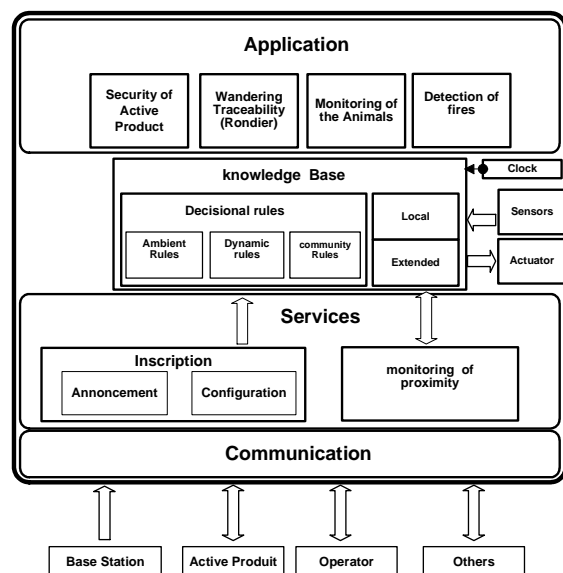 Application
Security of
Active
Product
Wandering
Traceability
(Rondier)
Monitoring of
the Animals
Detection of
fires
knowledge Base
Clock
Decisional rules
Local
Sensors
Ambient
Rules
Dynamic
rules
community
Rules
Extended
Actuator
Services
Inscription
Annoncement
Configuration
monitoring of
proximity
Communication
Base Station
Active Produit
Operator
Others